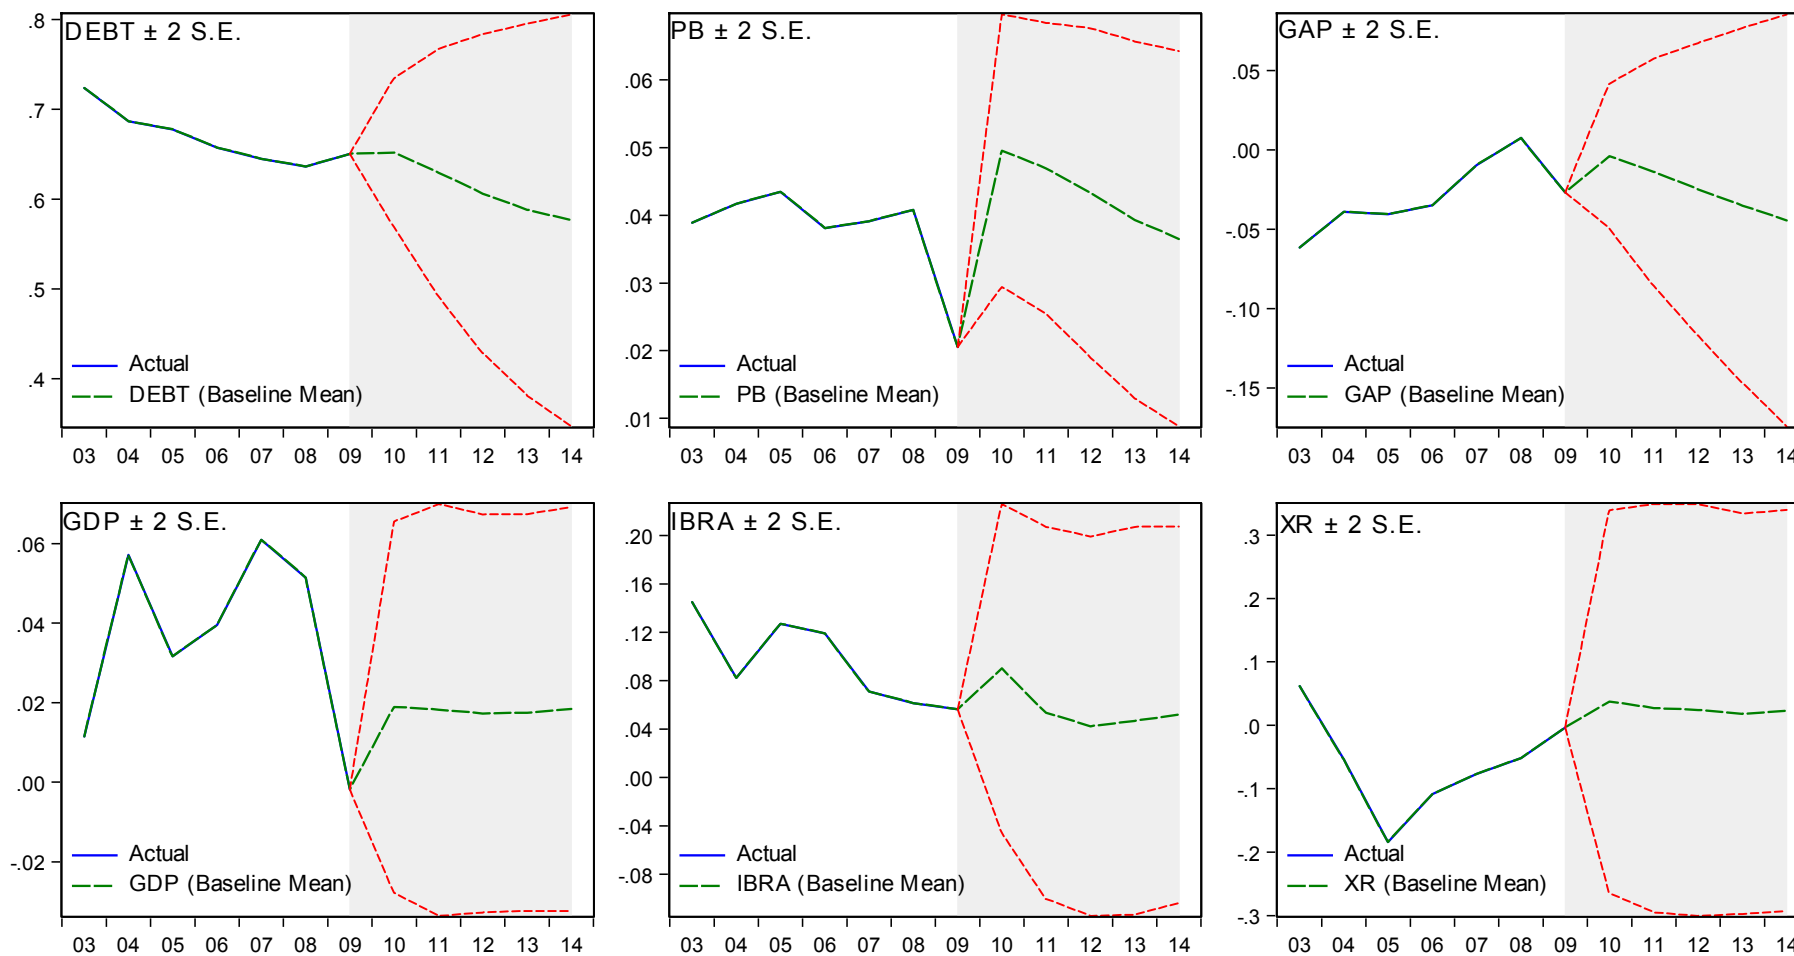 DEBT ± 2 S.E.
.8
.7
.6
.5
.4
Actual
DEBT (Baseline Mean)
03 04 05 06 07 08 09 10 11 12 13 14
PB ± 2 S.E.
.06
.05
.04
.03
.02
.01
Actual
PB (Baseline Mean)
03 04 05 06 07 08 09 10 11 12 13 14
GAP ± 2 S.E.
.05
.00
-.05
-.10
-.15
Actual
GAP (Baseline Mean)
03 04 05 06 07 08 09 10 11 12 13 14
GDP ± 2 S.E.
.06
.04
.02
.00
-.02
Actual
GDP (Baseline Mean)
03 04 05 06 07 08 09 10 11 12 13 14
IBRA ± 2 S.E.
.20
.16
.12
.08
.04
.00
-.04
-.08
Actual
IBRA (Baseline Mean)
03 04 05 06 07 08 09 10 11 12 13 14
XR ± 2 S.E.
.3
.2
.1
.0
-.1
-.2
-.3
Actual
XR (Baseline Mean)
03 04 05 06 07 08 09 10 11 12 13 14